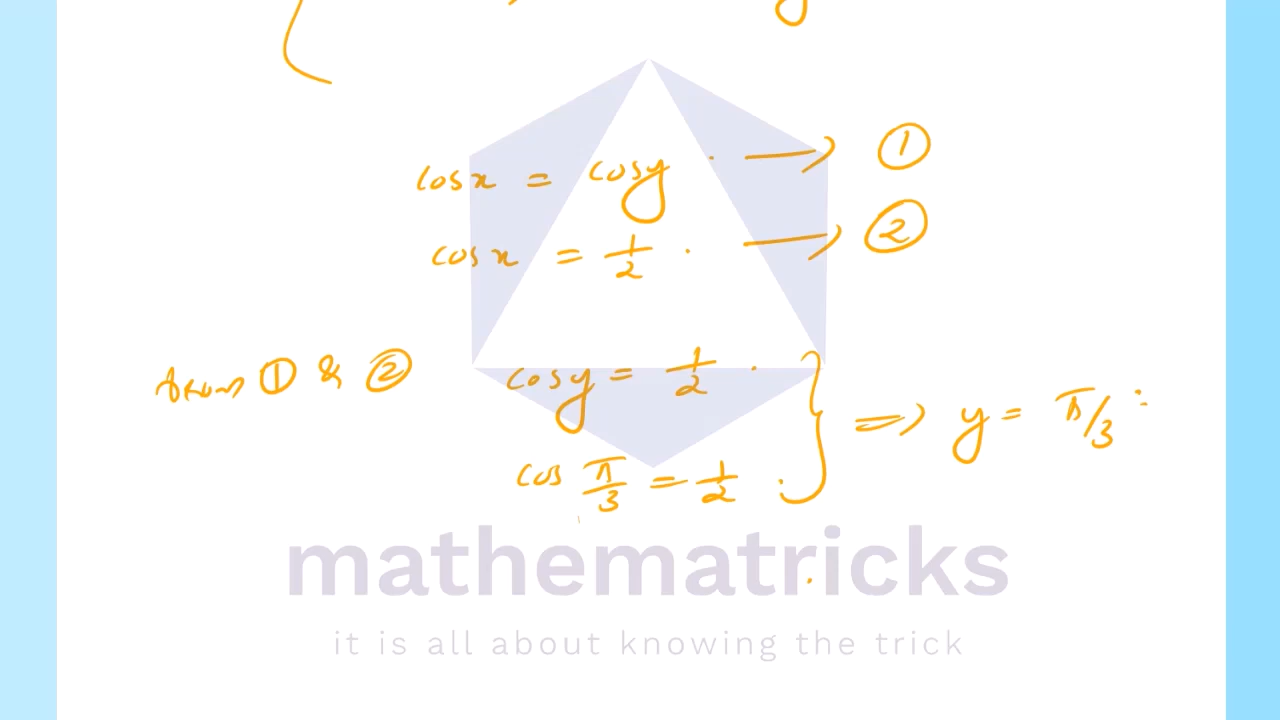 cos x = cos y . → ①
cos x = 1/2 . → ②
from ① & ② cos y = 1/2 . } ⇒ y = π/3 :
cos π/3 = 1/2 .
mathematricks
it is all about knowing the trick